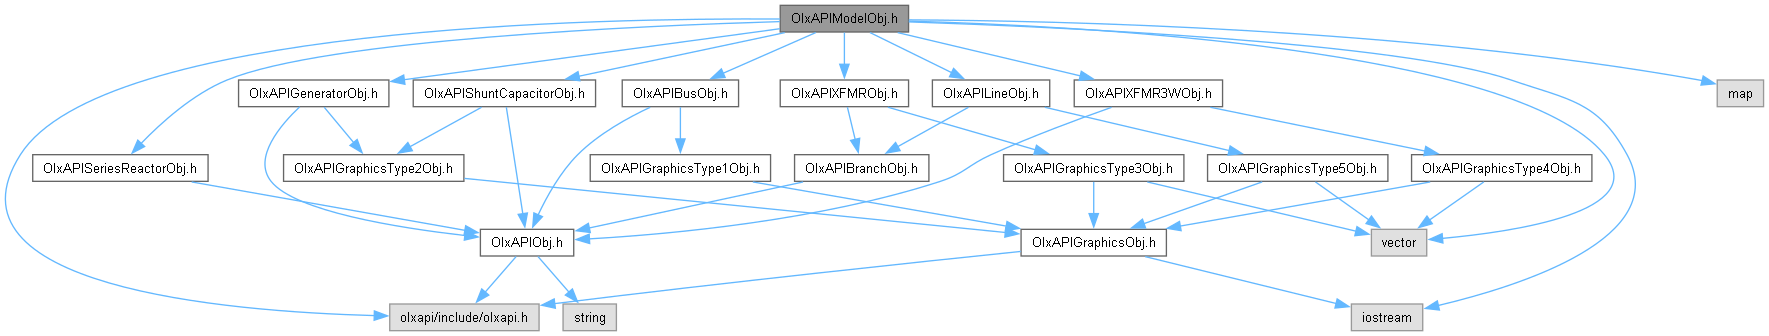 OlxAPIModelObj.h
OlxAPIGeneratorObj.h
OlxAPIShuntCapacitorObj.h
OlxAPIBusObj.h
OlxAPIXFMRObj.h
OlxAPILineObj.h
OlxAPIXFMR3WObj.h
map
OlxAPISeriesReactorObj.h
OlxAPIGraphicsType2Obj.h
OlxAPIGraphicsType1Obj.h
OlxAPIBranchObj.h
OlxAPIGraphicsType3Obj.h
OlxAPIGraphicsType5Obj.h
OlxAPIGraphicsType4Obj.h
OlxAPIObj.h
OlxAPIGraphicsObj.h
vector
olxapi/include/olxapi.h
string
iostream